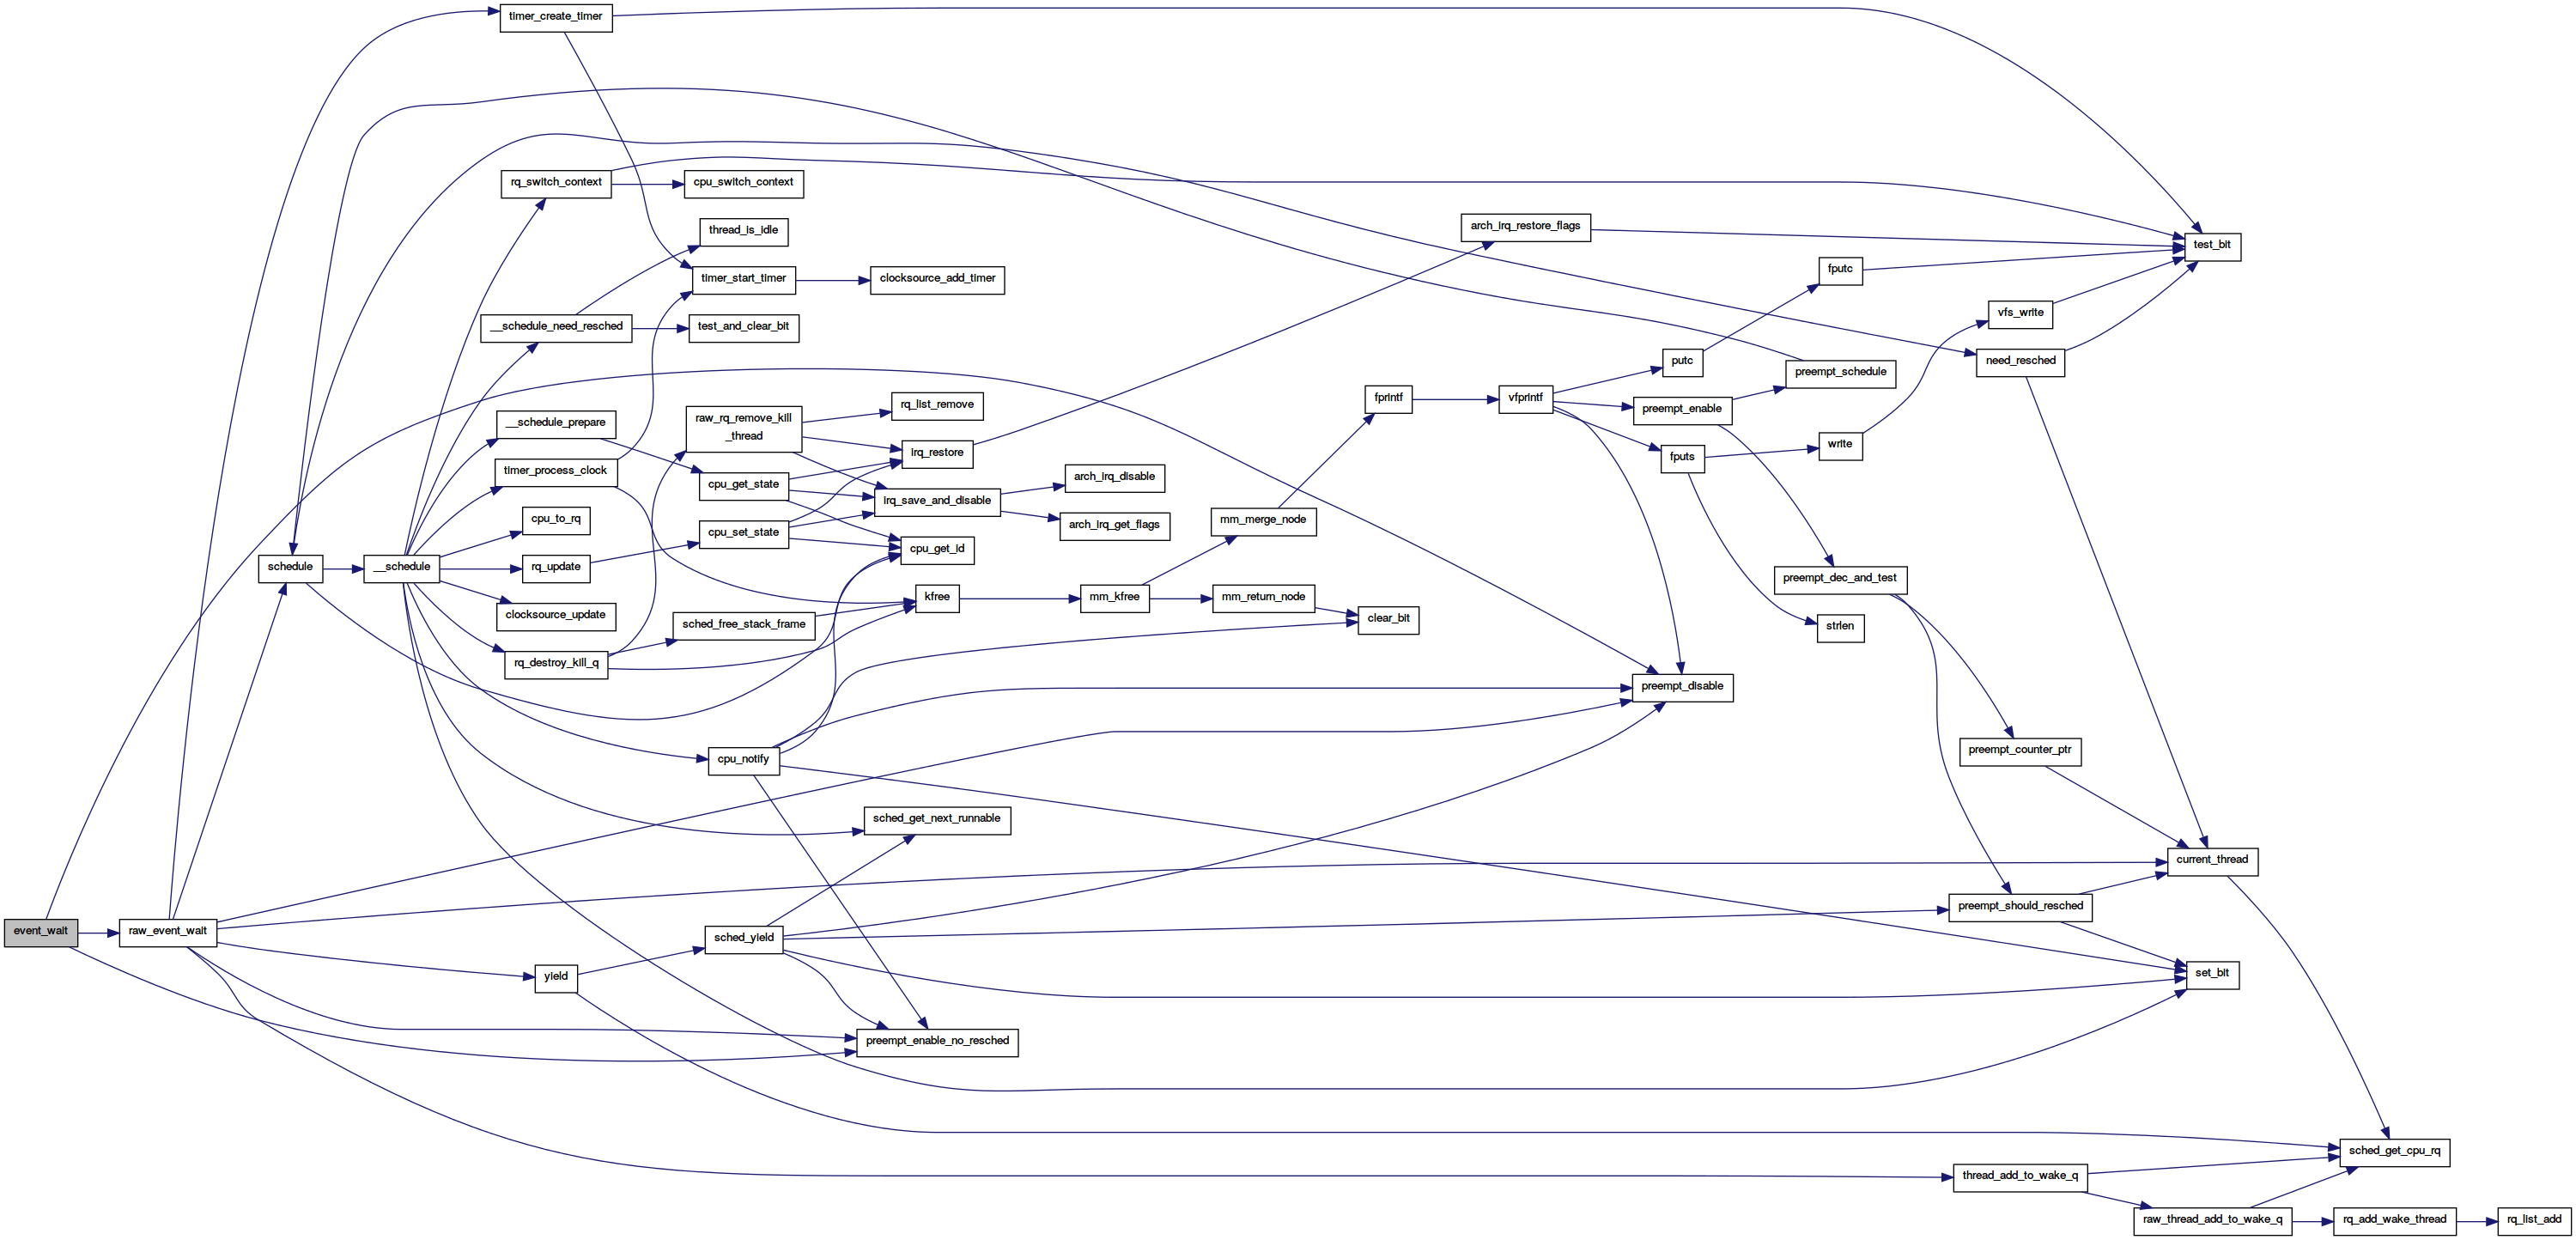 timer_create_timer
rq_switch_context
cpu_switch_context
thread_is_idle
arch_irq_restore_flags
test_bit
timer_start_timer
clocksource_add_timer
fputc
vfs_write
__schedule_need_resched
test_and_clear_bit
putc
need_resched
preempt_schedule
fprintf
vfprintf
preempt_enable
rq_list_remove
raw_rq_remove_kill
_thread
__schedule_prepare
write
irq_restore
fputs
timer_process_clock
cpu_get_state
arch_irq_disable
irq_save_and_disable
cpu_to_rq
mm_merge_node
arch_irq_get_flags
cpu_set_state
cpu_get_id
schedule
__schedule
rq_update
preempt_dec_and_test
kfree
mm_kfree
mm_return_node
clocksource_update
clear_bit
sched_free_stack_frame
strlen
rq_destroy_kill_q
preempt_disable
cpu_notify
preempt_counter_ptr
sched_get_next_runnable
current_thread
preempt_should_resched
event_wait
raw_event_wait
sched_yield
yield
set_bit
preempt_enable_no_resched
sched_get_cpu_rq
thread_add_to_wake_q
raw_thread_add_to_wake_q
rq_add_wake_thread
rq_list_add